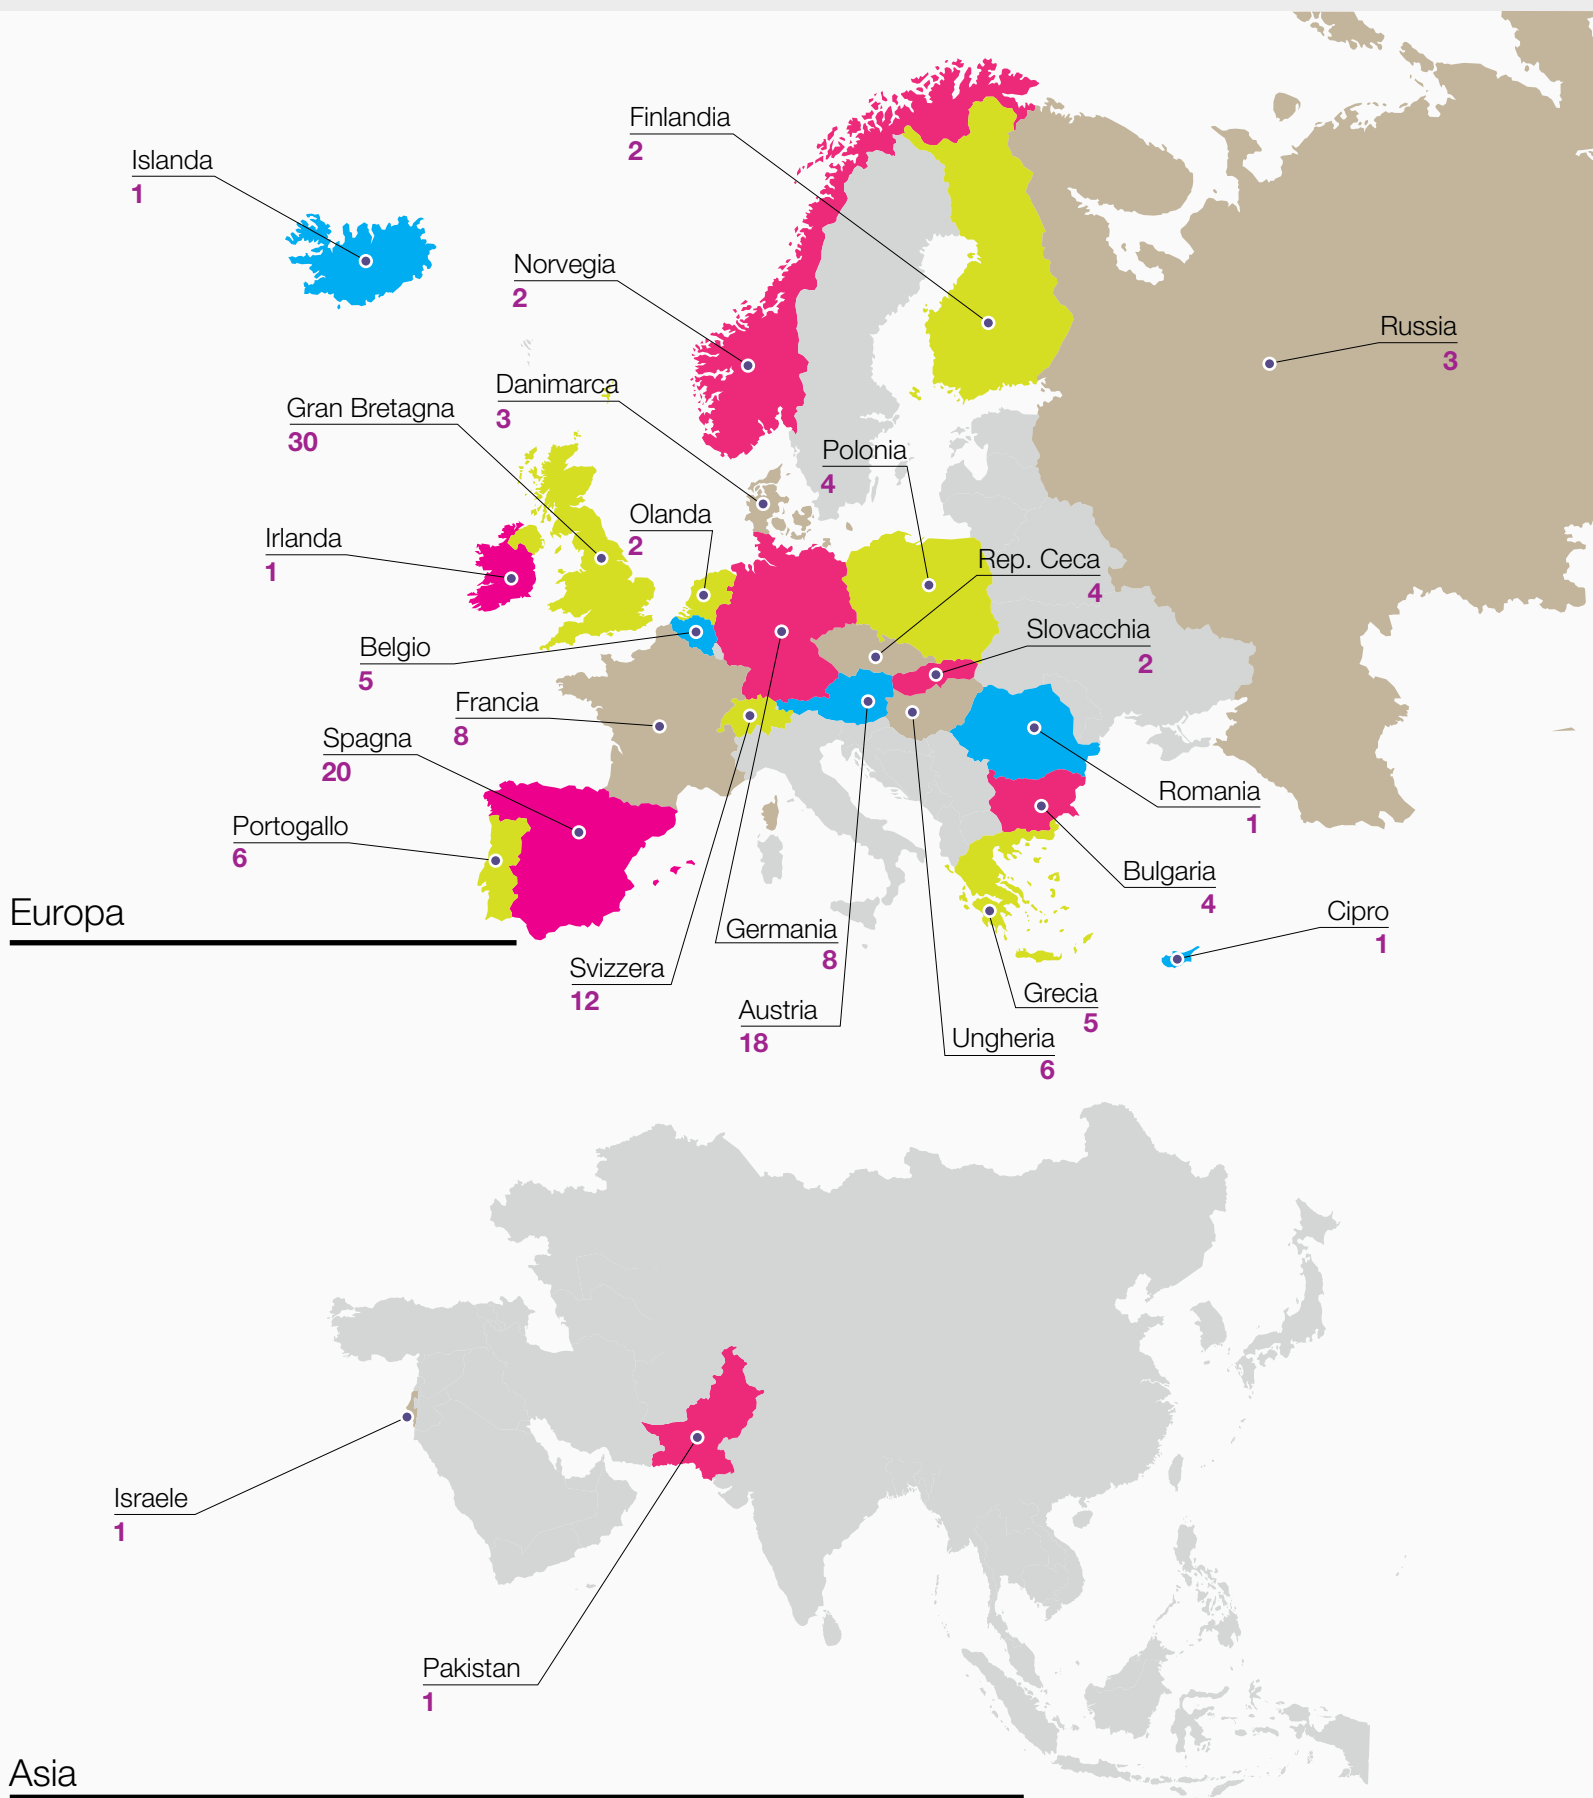 Finlandia
2
Islanda
1
Norvegia
2
Russia
3
Danimarca
3
Gran Bretagna
30
Polonia
4
Olanda
2
Irlanda
1
Rep. Ceca
4
Slovacchia
2
Belgio
5
Francia
8
Spagna
20
Romania
1
Portogallo
6
Bulgaria
4
Europa
Cipro
1
Germania
8
Svizzera
12
Grecia
5
Austria
18
Ungheria
6
Israele
1
Pakistan
1
Asia